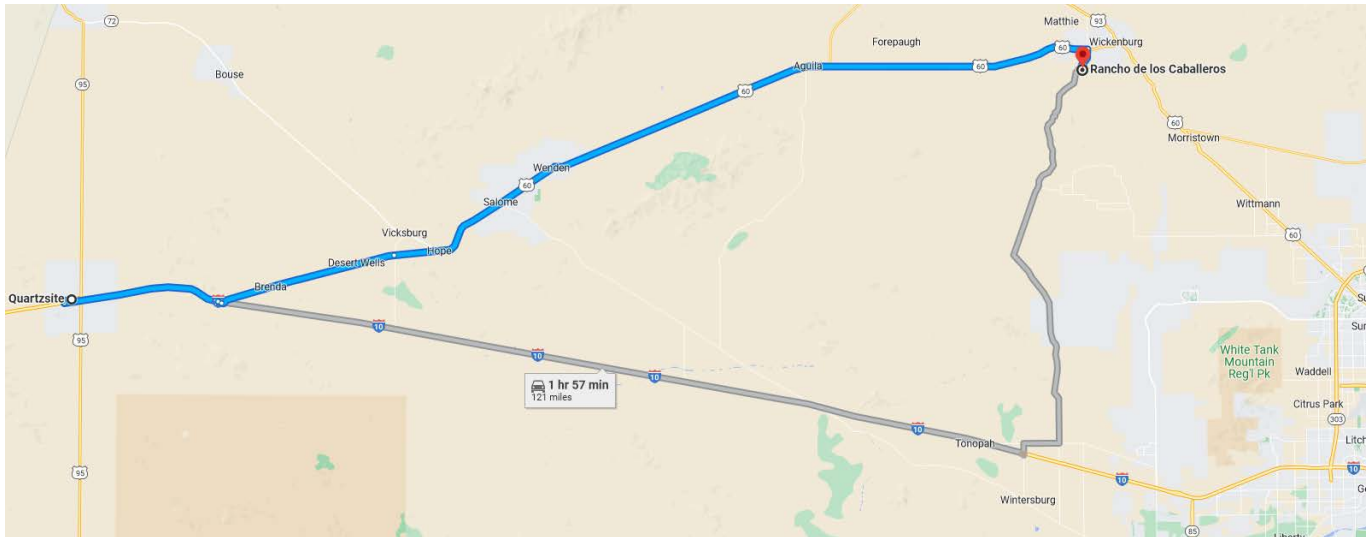 Matthie
93
72
Forepaugh
60
Wickenburg
Bouse
95
Aguila
60
Rancho de los Caballeros
60
60
Morristown
Wenden
60
Salome
Wittmann
Vicksburg
60
Hope
Desert Wells
Brenda
Quartzsite
10
95
10
White Tank
Mountain
Reg'l Pk
1 hr 57 min
121 miles
10
Waddell
Citrus Park
303
10
Tonopah
95
10
10
Wintersburg
85
Liberty